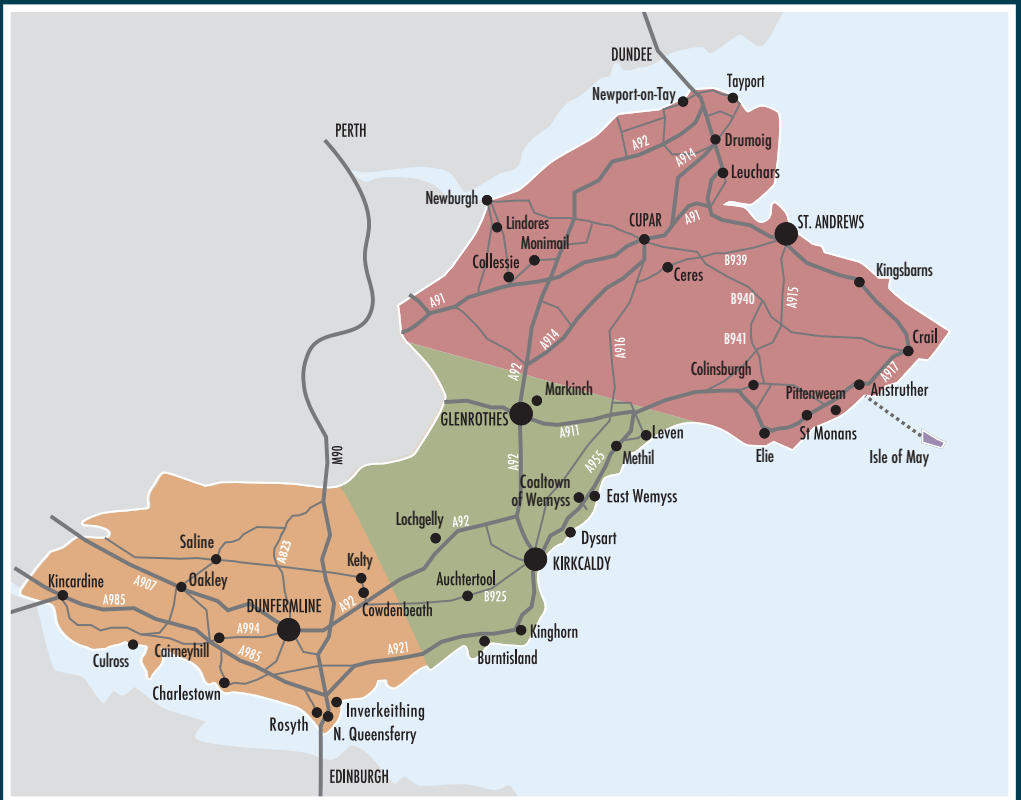 DUNDEE
Tayport
Newport-on-Tay
PERTH
Drumoig
A92
A914
Leuchars
Newburgh
Lindores
CUPAR
A91
ST. ANDREWS
Monimail
Collessie
B939
Ceres
Kingsbarns
A91
B940
A915
A914
A916
B941
Crail
A92
Colinsburgh
A917
Markinch
Pittenweem
Anstruther
GLENROTHES
A911
Leven
St Monans
Elie
Isle of May
M90
A92
A955
Methil
Coaltown
of Wemyss
East Wemyss
Lochgelly
A92
Dysart
Saline
A823
Kelty
KIRKCALDY
Kincardine
A907
Oakley
Auchtertool
A985
DUNFERMLINE
A92
Cowdenbeath
B925
A994
Kinghorn
Culross
Cairneyhill
A985
A921
Burntisland
Charlestown
Inverkeithing
Rosyth
N. Queensferry
EDINBURGH